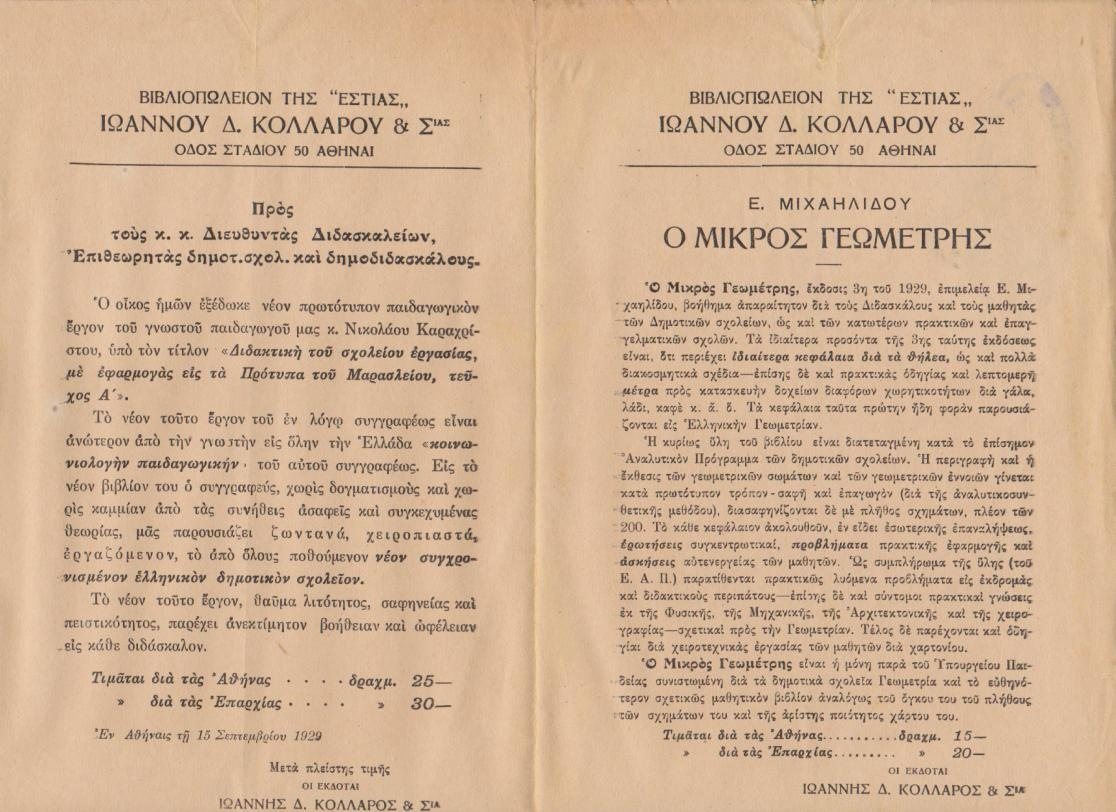 ΒΙΒΛΙΟΠΩΛΕΙΟΝ ΤΗΣ "ΕΣΤΙΑΣ„
ΙΩΑΝΝΟΥ Δ. ΚΟΛΛΑΡΟΥ & ΣΙΑΣ
ΟΔΟΣ ΣΤΑΔΙΟΥ 50 ΑΘΗΝΑΙ
Πρὸς
τοὺς κ. κ. Διευθυντὰς Διδασκαλείων,
Ἐπιθεωρητὰς δημοτ.σχολ. καὶ δημοδιδασκάλους.
Ὁ οἶκος ἡμῶν ἐξέδωκε νέον πρωτότυπον παιδαγωγικὸν
ἔργον τοῦ γνωστοῦ παιδαγωγοῦ μας κ. Νικολάου Καραχρί-
στου, ὑπὸ τὸν τίτλον «Διδακτικὴ τοῦ σχολείου ἐργασίας,
μὲ ἐφαρμογὰς εἰς τὰ Πρότυπα τοῦ Μαρασλείου, τεῦ-
χος Α΄».
Τὸ νέον τοῦτο ἔργον τοῦ ἐν λόγῳ συγγραφέως εἶναι
ἀνώτερον ἀπὸ τὴν γνωστὴν εἰς ὅλην τὴν Ἑλλάδα «κοινω-
νιολογὴν παιδαγωγικήν· τοῦ αὐτοῦ συγγραφέως. Εἰς τὸ
νέον βιβλίον του ὁ συγγραφεύς, χωρὶς δογματισμοὺς καὶ χω-
ρὶς καμμίαν ἀπὸ τὰς συνήθεις ἀσαφεῖς καὶ συγκεχυμένας
θεωρίας, μᾶς παρουσιάζει ζωντανά, χειροπιαστά,
ἐργαζόμενον, τὸ ἀπὸ ὅλους ποθούμενον νέον συγχρο-
νισμένον ἑλληνικὸν δημοτικὸν σχολεῖον.
Τὸ νέον τοῦτο ἔργον, θαῦμα λιτότητος, σαφηνείας καὶ
πειστικότητος, παρέχει ἀνεκτίμητον βοήθειαν καὶ ὠφέλειαν
εἰς κάθε διδάσκαλον.
Τιμᾶται διὰ τὰς Ἀθήνας . . . . δραχμ. 25—
» διὰ τὰς Ἐπαρχίας . . . . » 30—
Ἐν Ἀθήναις τῇ 15 Σεπτεμβρίου 1929
Μετὰ πλείστης τιμῆς
ΟΙ ΕΚΔΟΤΑΙ
ΙΩΑΝΝΗΣ Δ. ΚΟΛΛΑΡΟΣ & ΣΙΑ
ΒΙΒΛΙΟΠΩΛΕΙΟΝ ΤΗΣ "ΕΣΤΙΑΣ„
ΙΩΑΝΝΟΥ Δ. ΚΟΛΛΑΡΟΥ & ΣΙΑΣ
ΟΔΟΣ ΣΤΑΔΙΟΥ 50 ΑΘΗΝΑΙ
Ε. ΜΙΧΑΗΛΙΔΟΥ
Ο ΜΙΚΡΟΣ ΓΕΩΜΕΤΡΗΣ
Ὁ Μικρὸς Γεωμέτρης, ἔκδοσις 3η τοῦ 1929, ἐπιμελείᾳ Ε. Μι-
χαηλίδου, βοήθημα ἀπαραίτητον διὰ τοὺς Διδασκάλους καὶ τοὺς μαθητὰς
τῶν Δημοτικῶν σχολείων, ὡς καὶ τῶν κατωτέρων πρακτικῶν καὶ ἐπαγ-
γελματικῶν σχολῶν. Τὰ ἰδιαίτερα προσόντα τῆς 3ης ταύτης ἐκδόσεως
εἶναι, ὅτι περιέχει ἰδιαίτερα κεφάλαια διὰ τὰ θήλεα, ὡς καὶ πολλὰ
διακοσμητικὰ σχέδια—ἐπίσης δὲ καὶ πρακτικὰς ὁδηγίας καὶ λεπτομερῆ
μέτρα πρὸς κατασκευὴν δοχείων διαφόρων χωρητικοτήτων διὰ γάλα,
λάδι, καφὲ κ. ἄ. δ. Τὰ κεφάλαια ταῦτα πρώτην ἤδη φορὰν παρουσιά-
ζονται εἰς Ἑλληνικὴν Γεωμετρίαν.
Ἡ κυρίως ὕλη τοῦ βιβλίου εἶναι διατεταγμένη κατὰ τὸ ἐπίσημον
Ἀναλυτικὸν Πρόγραμμα τῶν δημοτικῶν σχολείων. Ἡ περιγραφὴ καὶ ἡ
ἔκθεσις τῶν γεωμετρικῶν σωμάτων καὶ τῶν γεωμετρικῶν ἐννοιῶν γίνεται
κατὰ πρωτότυπον τρόπον-σαφῆ καὶ ἐπαγωγὸν (διὰ τῆς ἀναλυτικοσυν-
θετικῆς μεθόδου), διασαφηνίζονται δὲ μὲ πλῆθος σχημάτων, πλέον τῶν
200. Τὸ κάθε κεφάλαιον ἀκολουθοῦν, ἐν εἴδει ἐσωτερικῆς ἐπαναλήψεως,
ἐρωτήσεις συγκεντρωτικαί, προβλήματα πρακτικῆς ἐφαρμογῆς καὶ
ἀσκήσεις αὐτενεργείας τῶν μαθητῶν. Ὡς συμπλήρωμα τῆς ὕλης (τοῦ
Ε. Α. Π.) παρατίθενται πρακτικῶς λυόμενα προβλήματα εἰς ἐκδρομὰς
καὶ διδακτικοὺς περιπάτους—ἐπίσης δὲ καὶ σύντομοι πρακτικαὶ γνώσεις
ἐκ τῆς Φυσικῆς, τῆς Μηχανικῆς, τῆς Ἀρχιτεκτονικῆς καὶ τῆς χειρο-
γραφίας—σχετικαὶ πρὸς τὴν Γεωμετρίαν. Τέλος δὲ παρέχονται καὶ ὁδη-
γίαι διὰ χειροτεχνικὰς ἐργασίας τῶν μαθητῶν διὰ χαρτονίου.
Ὁ Μικρὸς Γεωμέτρης εἶναι ἡ μόνη παρὰ τοῦ Ὑπουργείου Παι-
δείας συνιστωμένη διὰ τὰ δημοτικὰ σχολεῖα Γεωμετρία καὶ τὸ εὐθηνό-
τερον σχετικῶς μαθητικὸν βιβλίον ἀναλόγως τοῦ ὄγκου του τοῦ πλήθους
τῶν σχημάτων του καὶ τῆς ἀρίστης ποιότητος χάρτου του.
Τιμᾶται διὰ τὰς Ἀθήνας...........δραχμ. 15—
» διὰ τὰς Ἐπαρχίας......... » 20—
ΟΙ ΕΚΔΟΤΑΙ
ΙΩΑΝΝΗΣ Δ. ΚΟΛΛΑΡΟΣ & ΣΙΑ